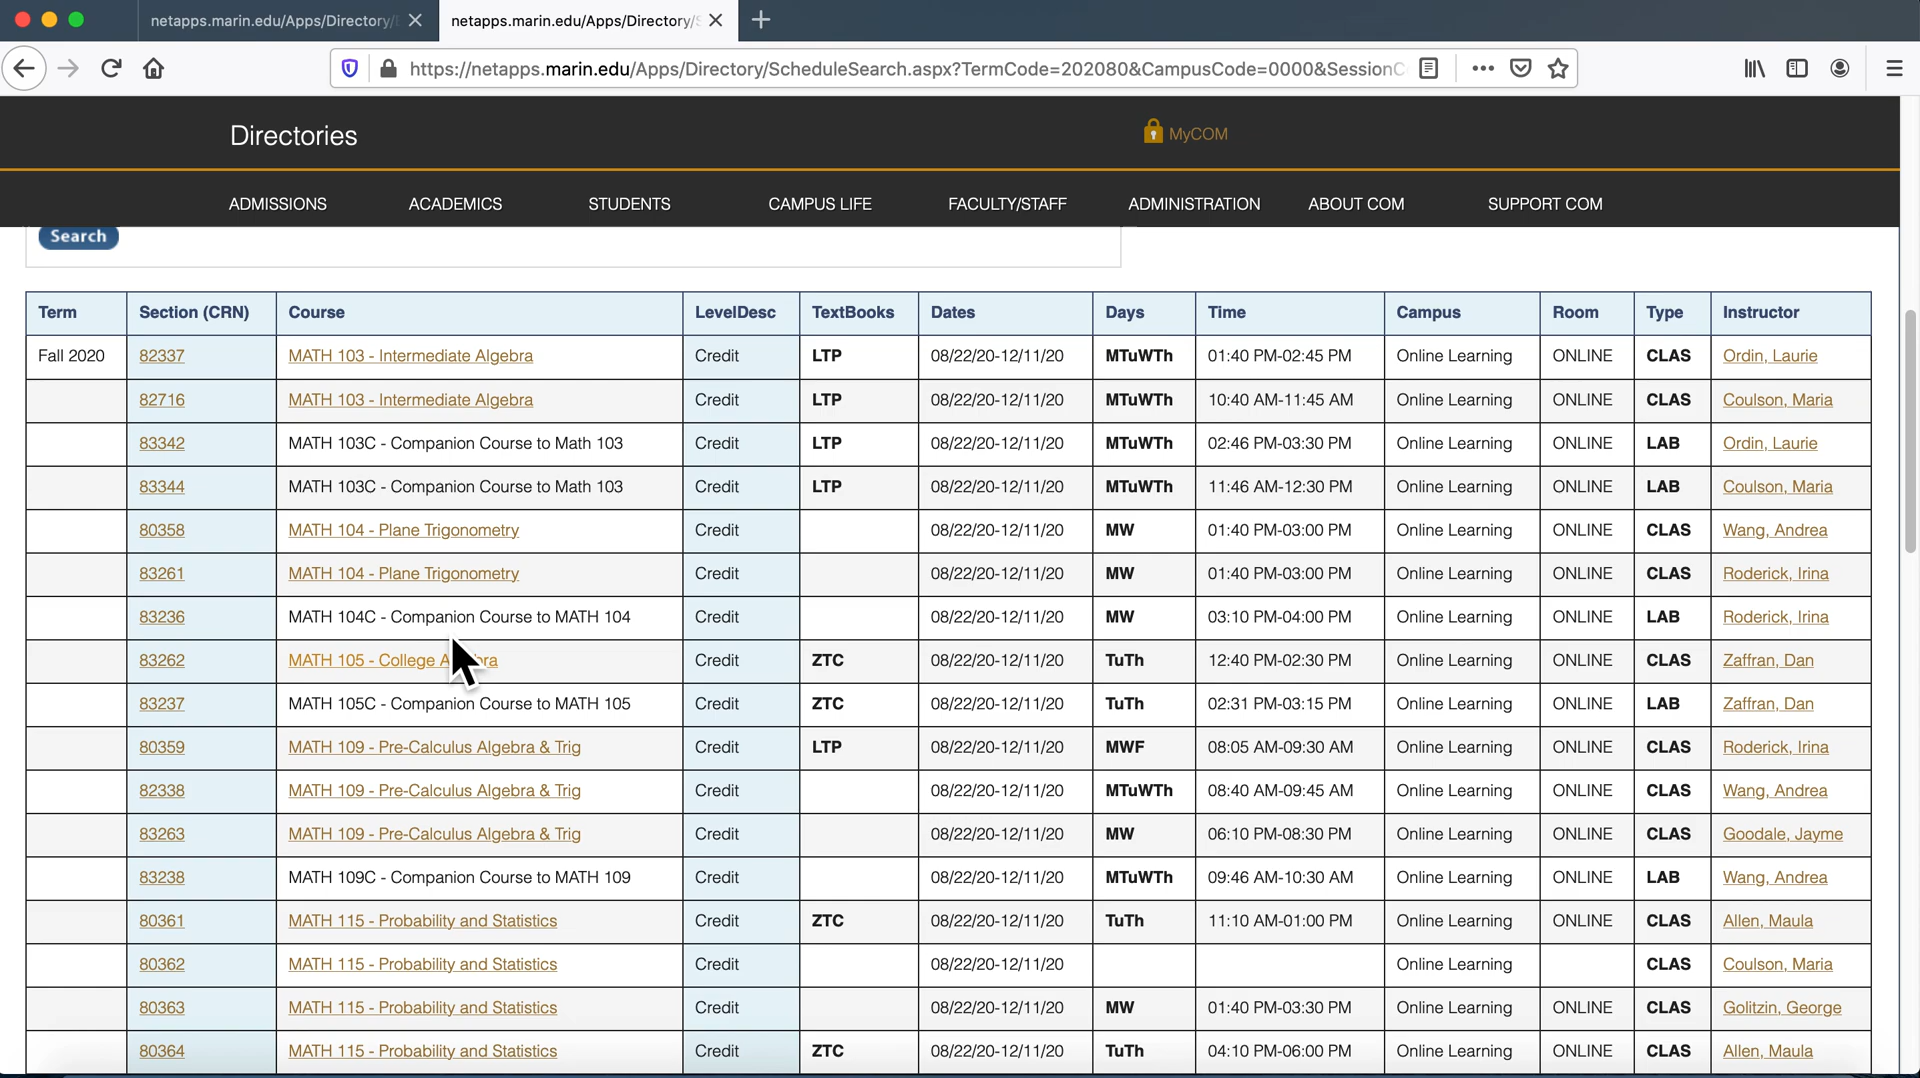 netapps.marin.edu/Apps/Directory/
netapps.marin.edu/Apps/Directory/
https://netapps.marin.edu/Apps/Directory/ScheduleSearch.aspx?TermCode=202080&CampusCode=0000&SessionC
Directories
MyCOM
ADMISSIONS ACADEMICS STUDENTS CAMPUS LIFE FACULTY/STAFF ADMINISTRATION ABOUT COM SUPPORT COM
Search
Term Section (CRN) Course LevelDesc TextBooks Dates Days Time Campus Room Type Instructor
Fall 2020 82337 MATH 103 - Intermediate Algebra Credit LTP 08/22/20-12/11/20 MTuWTh 01:40 PM-02:45 PM Online Learning ONLINE CLAS Ordin, Laurie
82716 MATH 103 - Intermediate Algebra Credit LTP 08/22/20-12/11/20 MTuWTh 10:40 AM-11:45 AM Online Learning ONLINE CLAS Coulson, Maria
83342 MATH 103C - Companion Course to Math 103 Credit LTP 08/22/20-12/11/20 MTuWTh 02:46 PM-03:30 PM Online Learning ONLINE LAB Ordin, Laurie
83344 MATH 103C - Companion Course to Math 103 Credit LTP 08/22/20-12/11/20 MTuWTh 11:46 AM-12:30 PM Online Learning ONLINE LAB Coulson, Maria
80358 MATH 104 - Plane Trigonometry Credit 08/22/20-12/11/20 MW 01:40 PM-03:00 PM Online Learning ONLINE CLAS Wang, Andrea
83261 MATH 104 - Plane Trigonometry Credit 08/22/20-12/11/20 MW 01:40 PM-03:00 PM Online Learning ONLINE CLAS Roderick, Irina
83236 MATH 104C - Companion Course to MATH 104 Credit 08/22/20-12/11/20 MW 03:10 PM-04:00 PM Online Learning ONLINE LAB Roderick, Irina
83262 MATH 105 - College Credit ZTC 08/22/20-12/11/20 TuTh 12:40 PM-02:30 PM Online Learning ONLINE CLAS Zaffran, Dan
83237 MATH 105C - Companion Course to MATH 105 Credit ZTC 08/22/20-12/11/20 TuTh 02:31 PM-03:15 PM Online Learning ONLINE LAB Zaffran, Dan
80359 MATH 109 - Pre-Calculus Algebra & Trig Credit LTP 08/22/20-12/11/20 MWF 08:05 AM-09:30 AM Online Learning ONLINE CLAS Roderick, Irina
82338 MATH 109 - Pre-Calculus Algebra & Trig Credit 08/22/20-12/11/20 MTuWTh 08:40 AM-09:45 AM Online Learning ONLINE CLAS Wang, Andrea
83263 MATH 109 - Pre-Calculus Algebra & Trig Credit 08/22/20-12/11/20 MW 06:10 PM-08:30 PM Online Learning ONLINE CLAS Goodale, Jayme
83238 MATH 109C - Companion Course to MATH 109 Credit 08/22/20-12/11/20 MTuWTh 09:46 AM-10:30 AM Online Learning ONLINE LAB Wang, Andrea
80361 MATH 115 - Probability and Statistics Credit ZTC 08/22/20-12/11/20 TuTh 11:10 AM-01:00 PM Online Learning ONLINE CLAS Allen, Maula
80362 MATH 115 - Probability and Statistics Credit 08/22/20-12/11/20 Online Learning CLAS Coulson, Maria
80363 MATH 115 - Probability and Statistics Credit 08/22/20-12/11/20 MW 01:40 PM-03:30 PM Online Learning ONLINE CLAS Golitzin, George
80364 MATH 115 - Probability and Statistics Credit ZTC 08/22/20-12/11/20 TuTh 04:10 PM-06:00 PM Online Learning ONLINE CLAS Allen, Maula